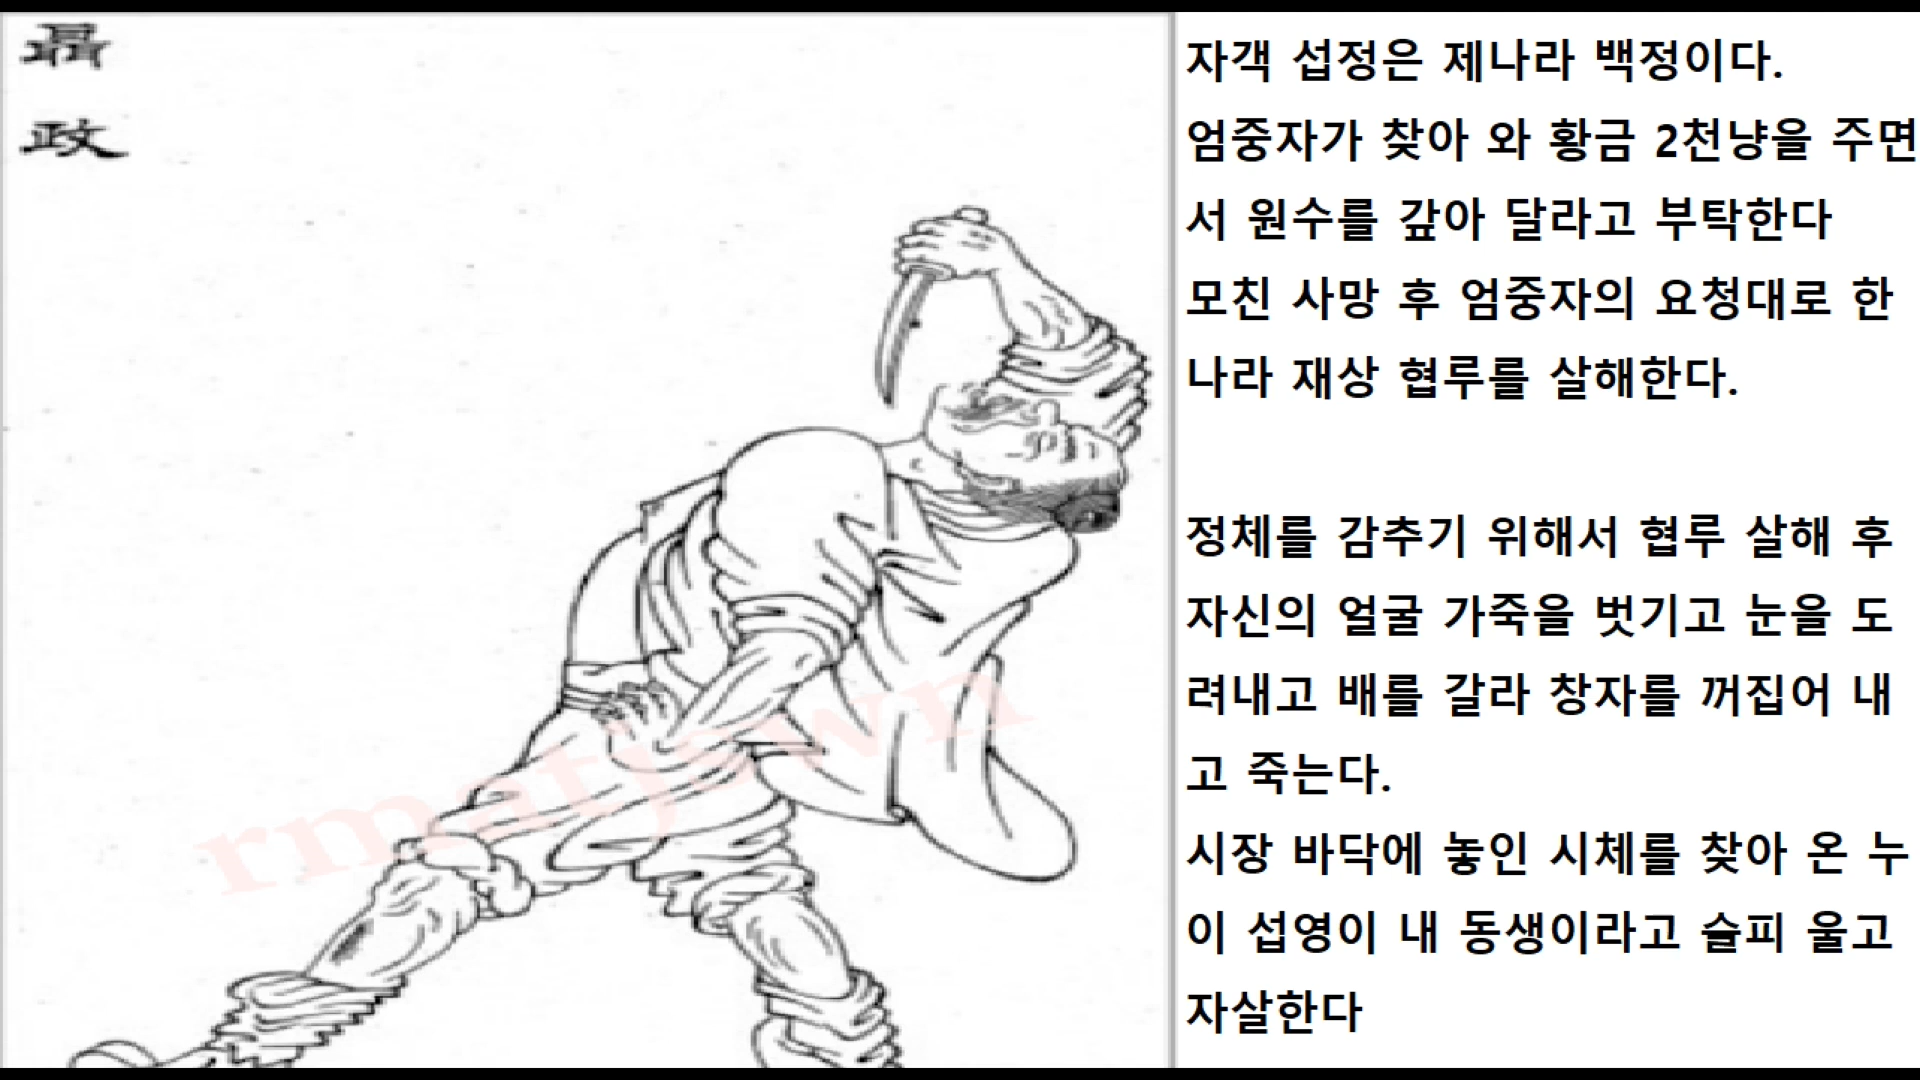 聶
政
자객 섭정은 제나라 백정이다.
엄중자가 찾아 와 황금 2천냥을 주면
서 원수를 갚아 달라고 부탁한다
모친 사망 후 엄중자의 요청대로 한
나라 재상 협루를 살해한다.
정체를 감추기 위해서 협루 살해 후
자신의 얼굴 가죽을 벗기고 눈을 도
려내고 배를 갈라 창자를 꺼집어 내
고 죽는다.
시장 바닥에 놓인 시체를 찾아 온 누
이 섭영이 내 동생이라고 슬피 울고
자살한다
rmatjswn